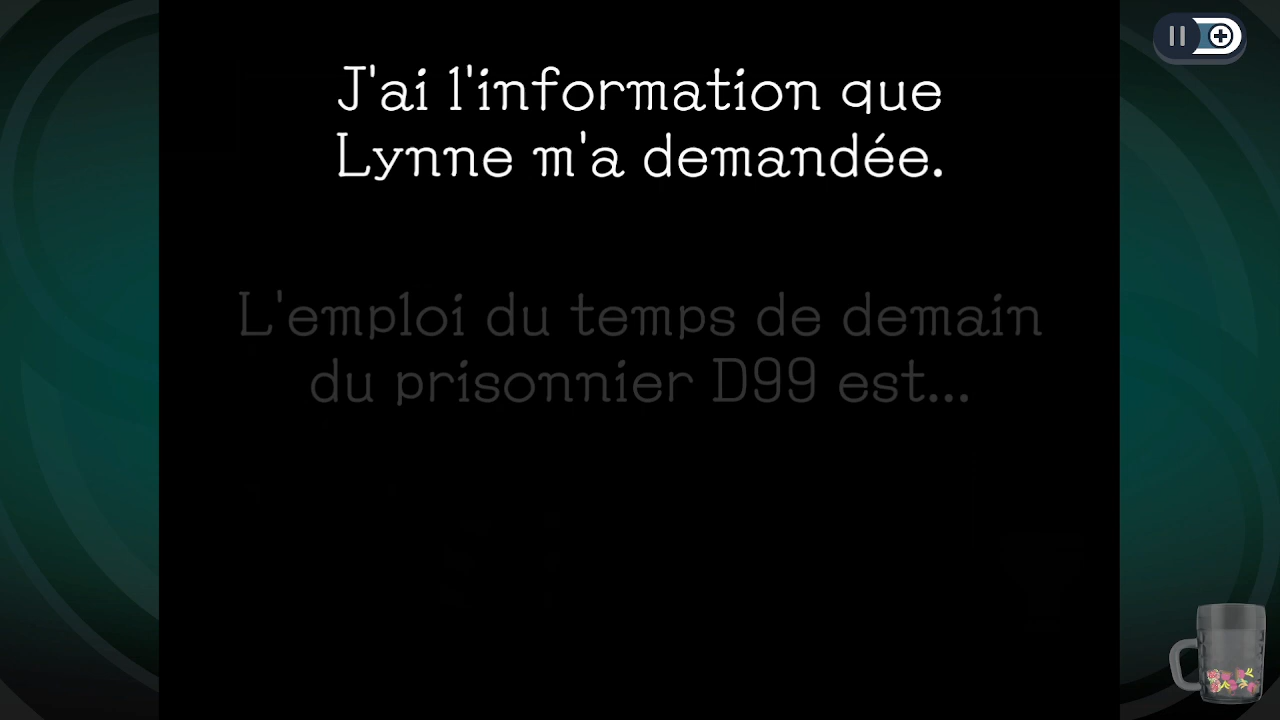 J'ai l'information que
Lynne m'a demandée.
L'emploi du temps de demain
du prisonnier D99 est...